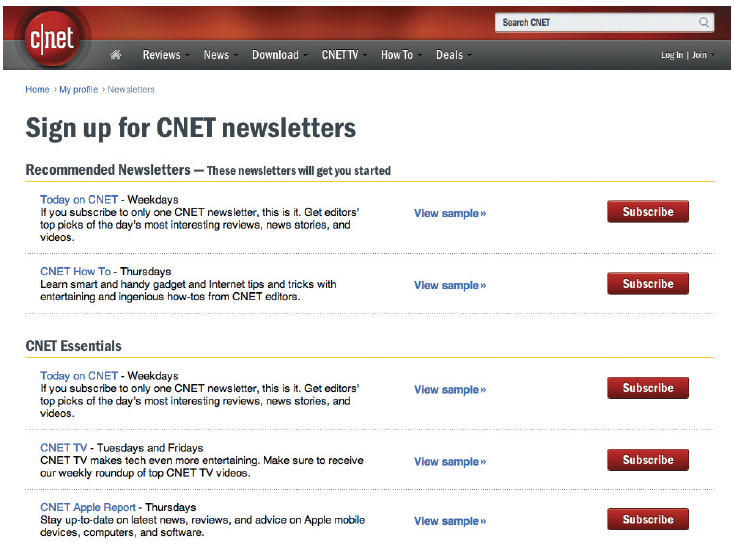 Search CNET
c|net
Reviews News Download CNET TV How To Deals Log In | Join
Home › My profile › Newsletters
Sign up for CNET newsletters
Recommended Newsletters — These newsletters will get you started
Today on CNET - Weekdays
If you subscribe to only one CNET newsletter, this is it. Get editors'
top picks of the day's most interesting reviews, news stories, and
videos.
View sample»
Subscribe
CNET How To - Thursdays
Learn smart and handy gadget and Internet tips and tricks with
entertaining and ingenious how-tos from CNET editors.
View sample»
Subscribe
CNET Essentials
Today on CNET - Weekdays
If you subscribe to only one CNET newsletter, this is it. Get editors'
top picks of the day's most interesting reviews, news stories, and
videos.
View sample»
Subscribe
CNET TV - Tuesdays and Fridays
CNET TV makes tech even more entertaining. Make sure to receive
our weekly roundup of top CNET TV videos.
View sample»
Subscribe
CNET Apple Report - Thursdays
Stay up-to-date on latest news, reviews, and advice on Apple mobile
devices, computers, and software.
View sample»
Subscribe